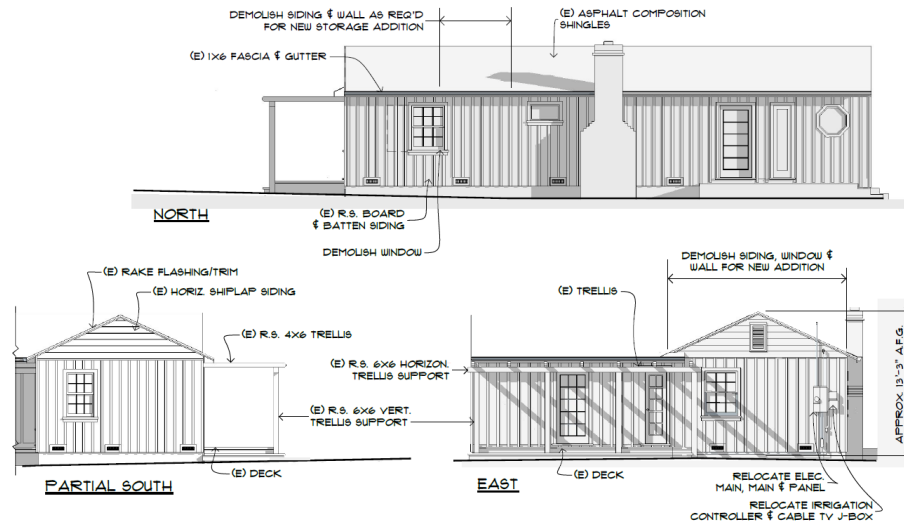 DEMOLISH SIDING & WALL AS REQ'D
FOR NEW STORAGE ADDITION
(E) ASPHALT COMPOSITION
SHINGLES
(E) 1X6 FASCIA & GUTTER
NORTH
(E) R.S. BOARD
& BATTEN SIDING
DEMOLISH WINDOW
(E) RAKE FLASHING/TRIM
(E) HORIZ. SHIPLAP SIDING
(E) R.S. 4X6 TRELLIS
(E) R.S. 6X6 HORIZON.
TRELLIS SUPPORT
(E) R.S. 6X6 VERT.
TRELLIS SUPPORT
(E) DECK
PARTIAL SOUTH
DEMOLISH SIDING, WINDOW &
WALL FOR NEW ADDITION
(E) TRELLIS
APPROX. 13'-3" A.F.G.
(E) DECK
EAST
RELOCATE ELEC.
MAIN, MAIN & PANEL
RELOCATE IRRIGATION
CONTROLLER & CABLE TV J-BOX